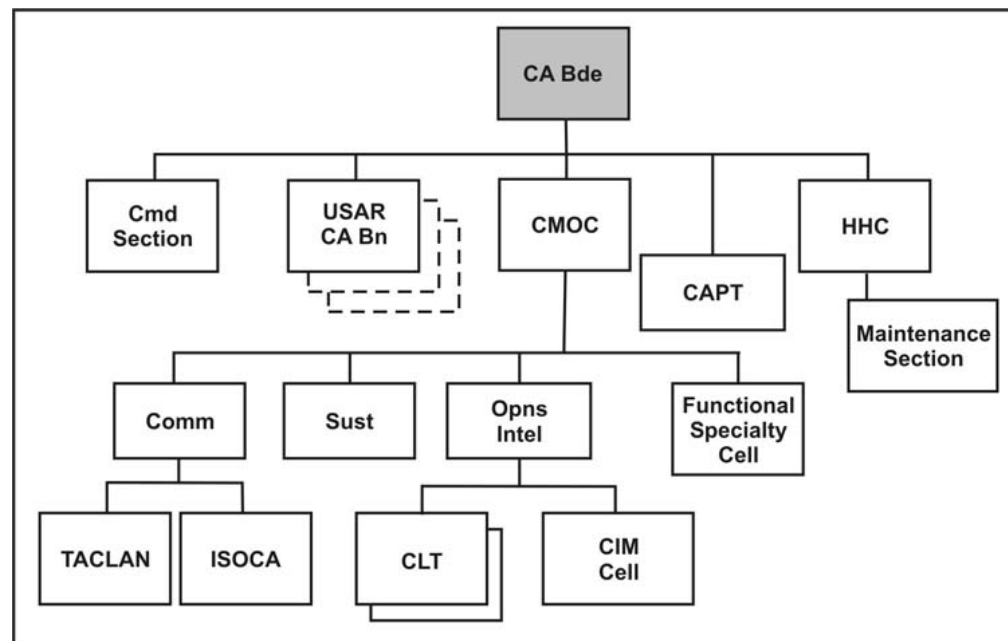 CA Bde
Cmd
Section
USAR
CA Bn
CMOC
CAPT
HHC
Maintenance
Section
Comm
Sust
Opns
Intel
Functional
Specialty
Cell
TACLAN
ISOCA
CLT
CIM
Cell